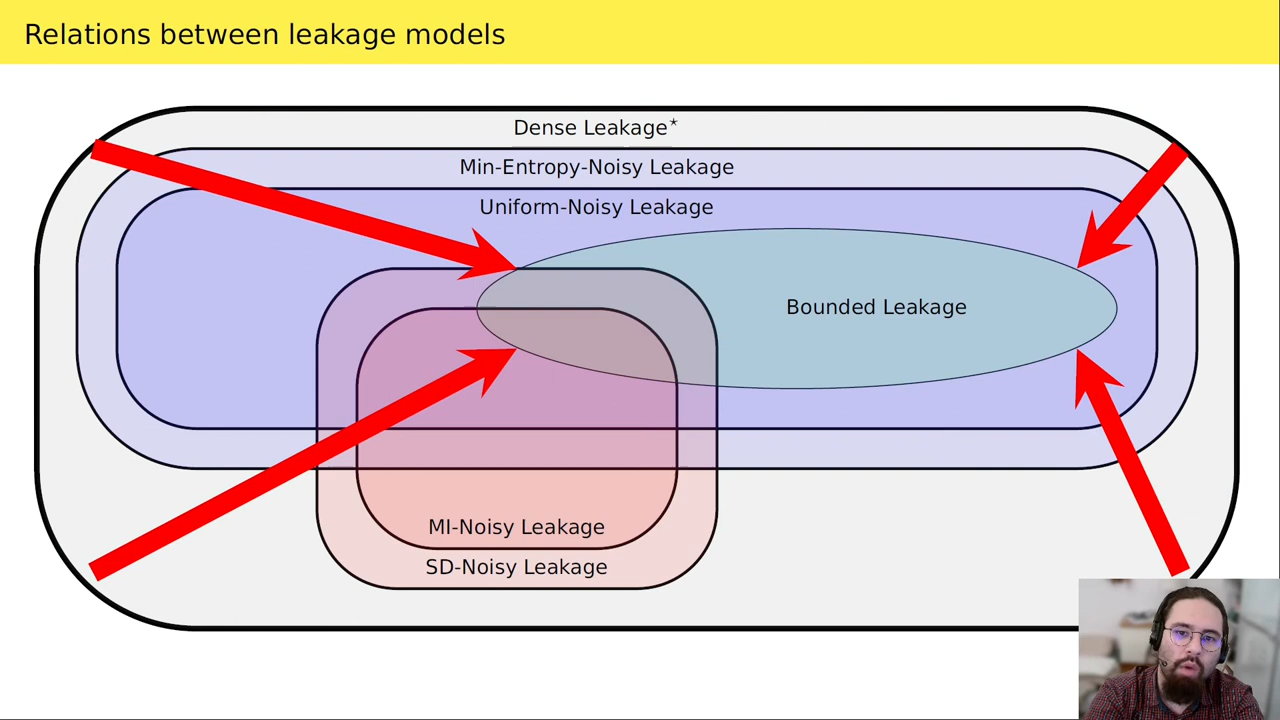 Relations between leakage models
Dense Leakage*
Min-Entropy-Noisy Leakage
Uniform-Noisy Leakage
Bounded Leakage
MI-Noisy Leakage
SD-Noisy Leakage